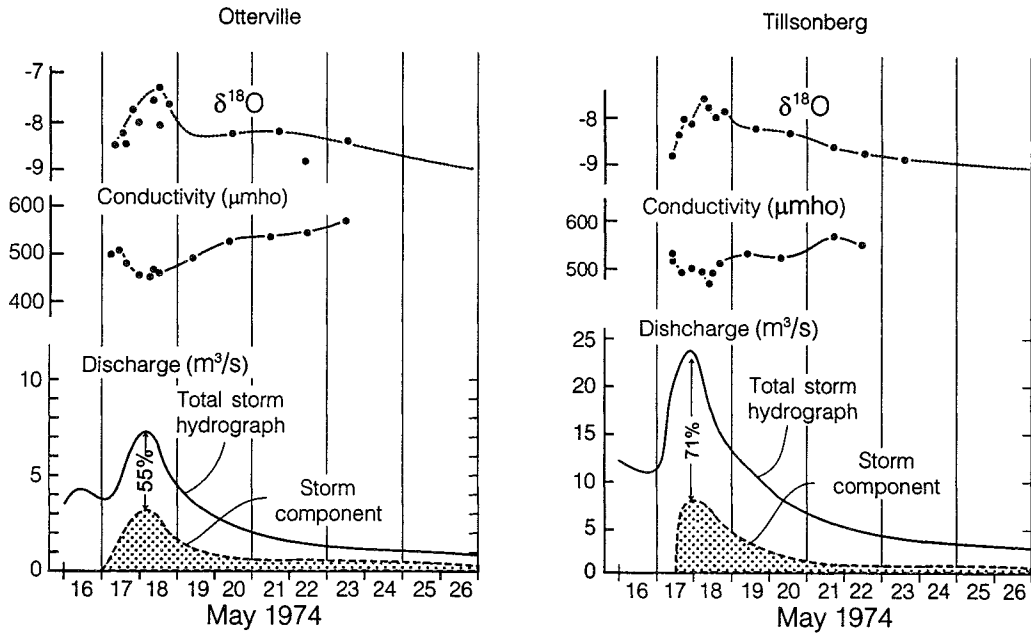 Otterville
-7
-8
-9
δ¹⁸O
Conductivity (μmho)
600
500
400
Discharge (m³/s)
10
5
0
Total storm
hydrograph
55%
Storm
component
16 17 18 19 20 21 22 23 24 25 26
May 1974
Tillsonberg
-8
-9
δ¹⁸O
Conductivity (μmho)
600
500
Dishcharge (m³/s)
25
20
15
10
5
0
Total storm
hydrograph
71%
Storm
component
16 17 18 19 20 21 22 23 24 25 26
May 1974